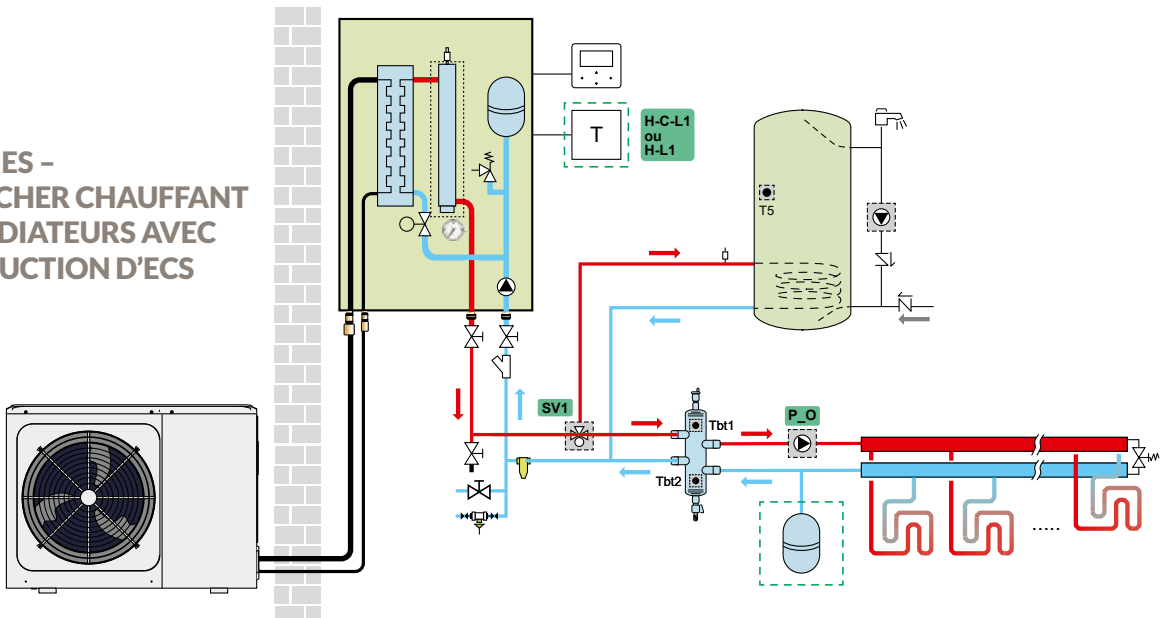 ES –
CHER CHAUFFANT
DIATEURS AVEC
UCTION D'ECS
T
H-C-L1
ou
H-L1
T5
SV1
Tbt1
P_O
Tbt2